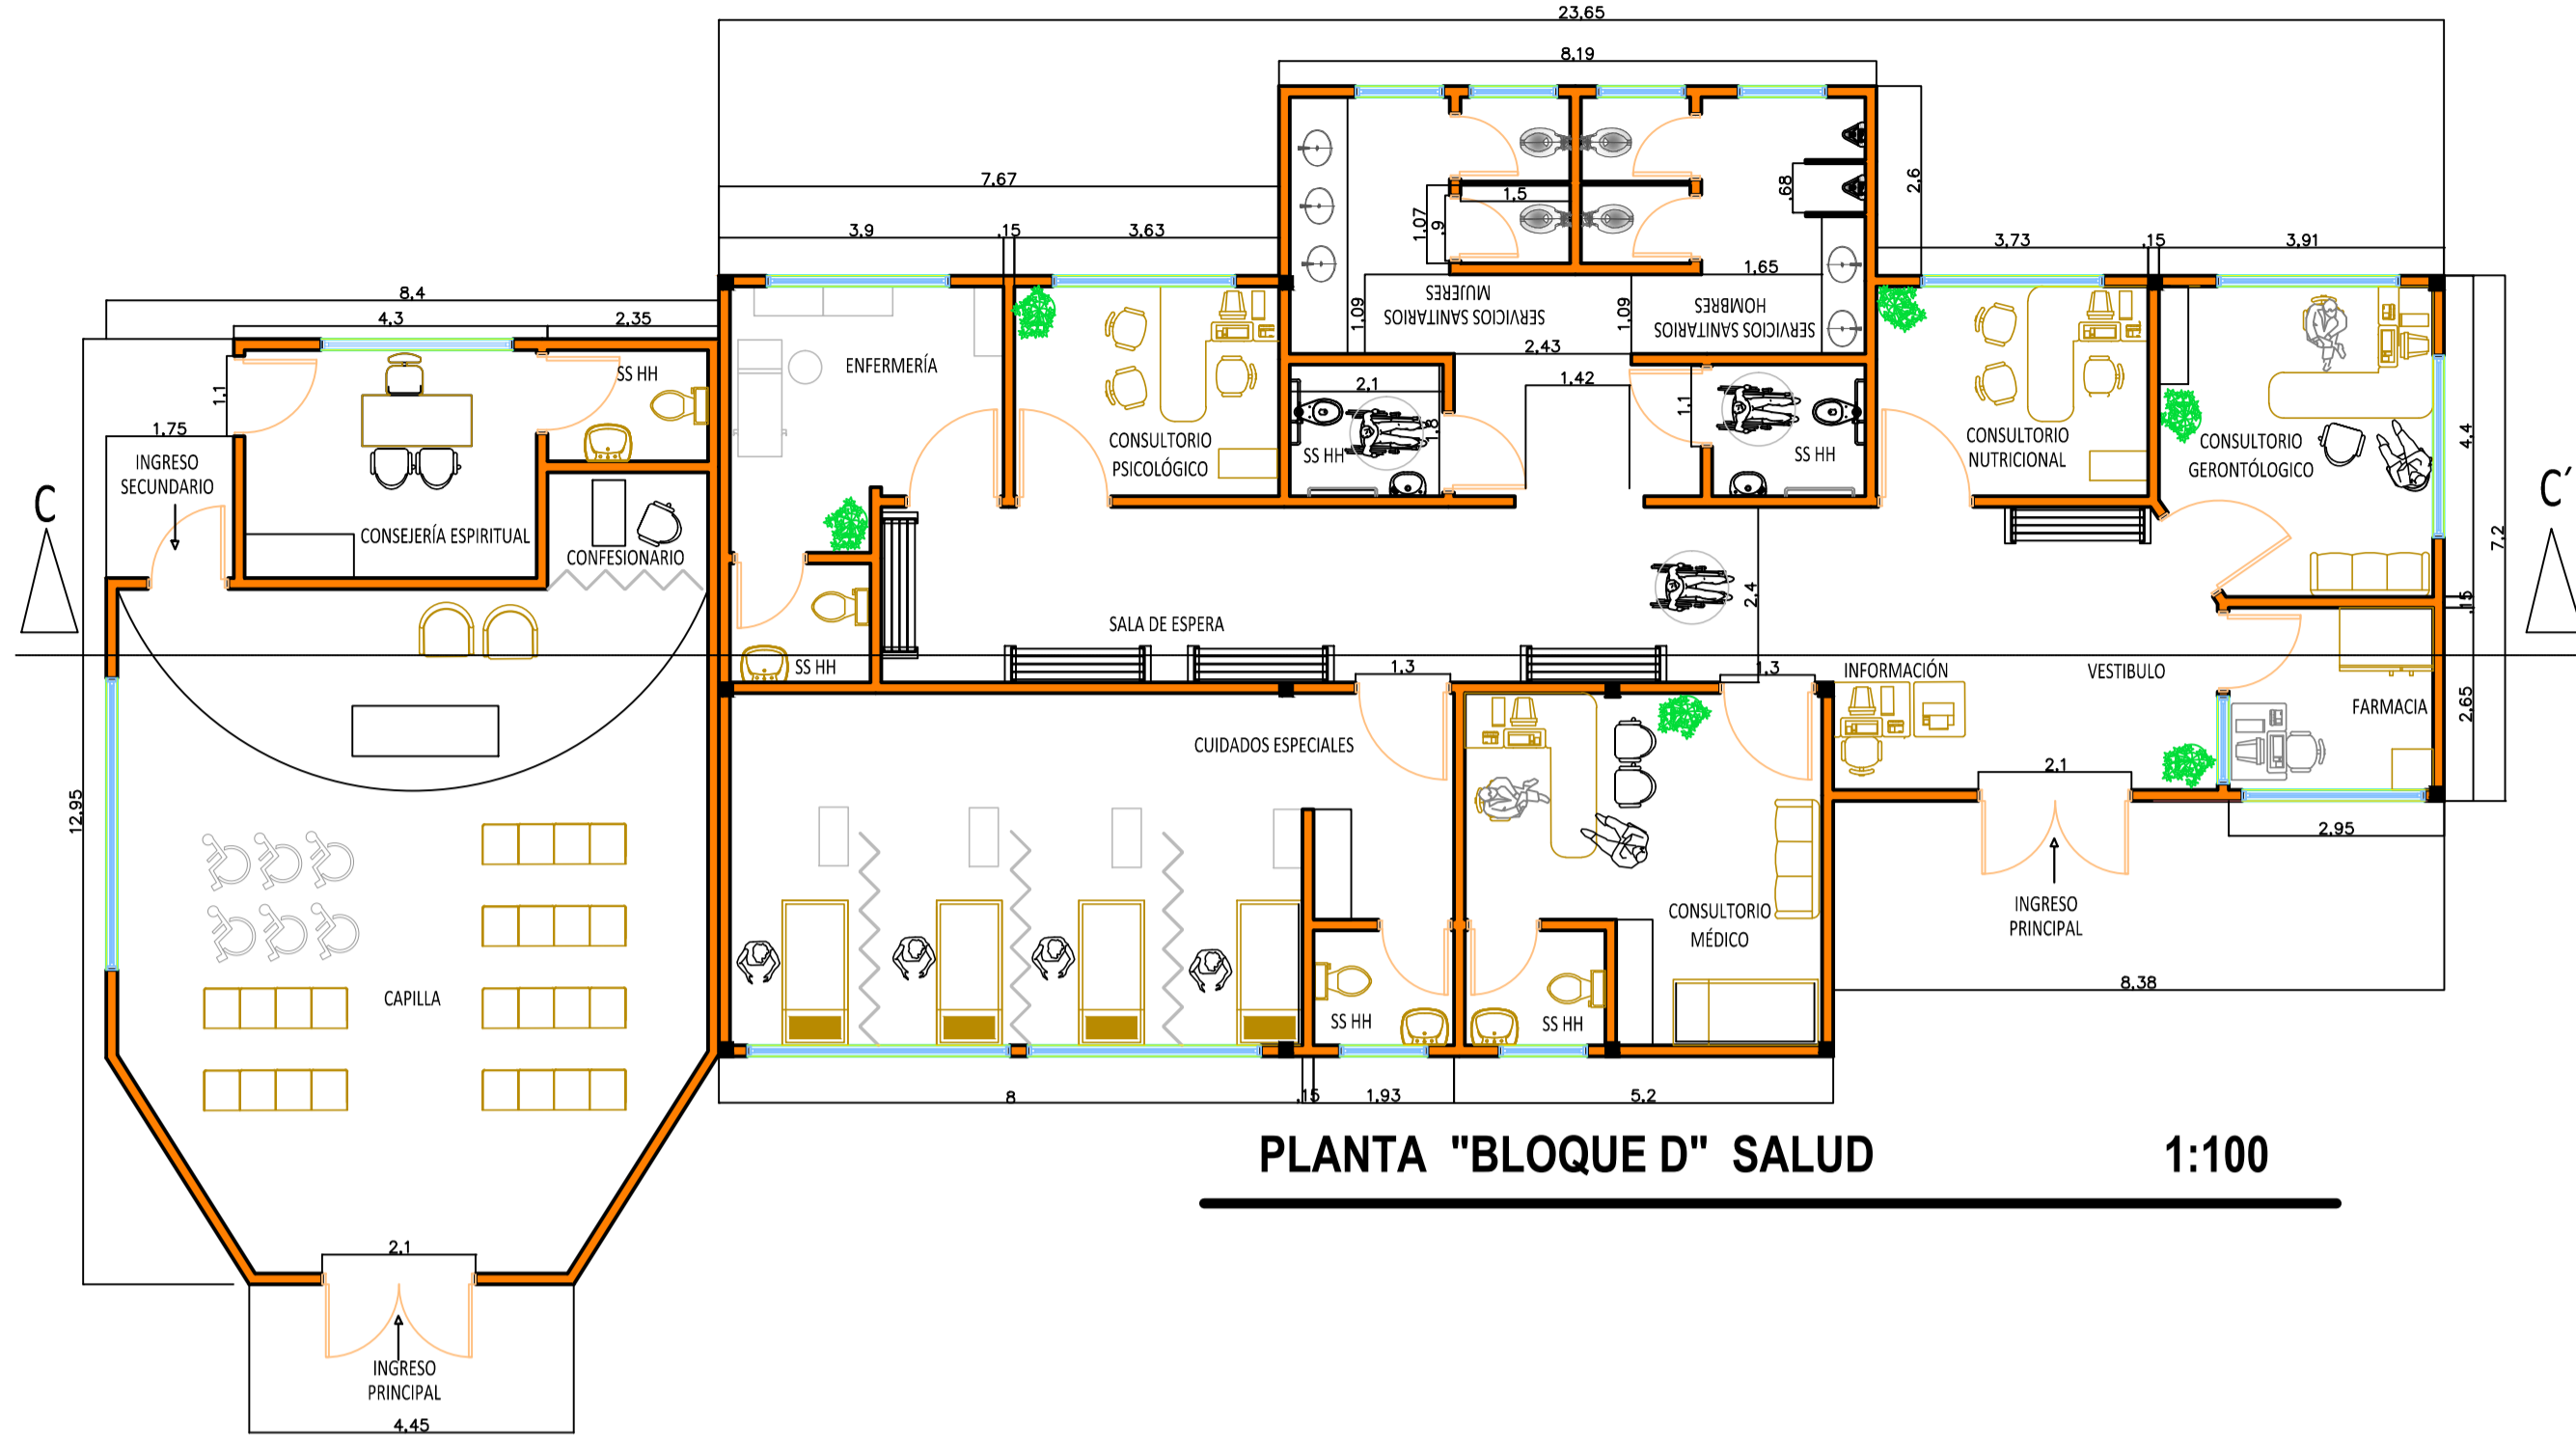 23.65
8.19
7.67
2.6
.68
1.5
1.07
.9
3.9
.15
3.63
3.73
.15
3.91
1.65
8.4
4.3
2.35
1.09
SERVICIOS SANITARIOS
MUJERES
1.09
SERVICIOS SANITARIOS
HOMBRES
2.43
1.1
SS HH
ENFERMERÍA
2.1
1.42
1.1
1.8
1.75
INGRESO
SECUNDARIO
CONSULTORIO
PSICOLÓGICO
SS HH
SS HH
CONSULTORIO
NUTRICIONAL
CONSULTORIO
GERONTÓLOGICO
4.4
7.2
C
C´
CONSEJERÍA ESPIRITUAL
CONFESIONARIO
SALA DE ESPERA
2.4
.15
SS HH
1.3
1.3
INFORMACIÓN
VESTIBULO
FARMACIA
2.65
CUIDADOS ESPECIALES
2.1
12.95
2.95
CONSULTORIO
MÉDICO
INGRESO
PRINCIPAL
CAPILLA
SS HH
SS HH
8.38
8
.15
1.93
5.2
PLANTA "BLOQUE D" SALUD 1:100
2.1
INGRESO
PRINCIPAL
4.45